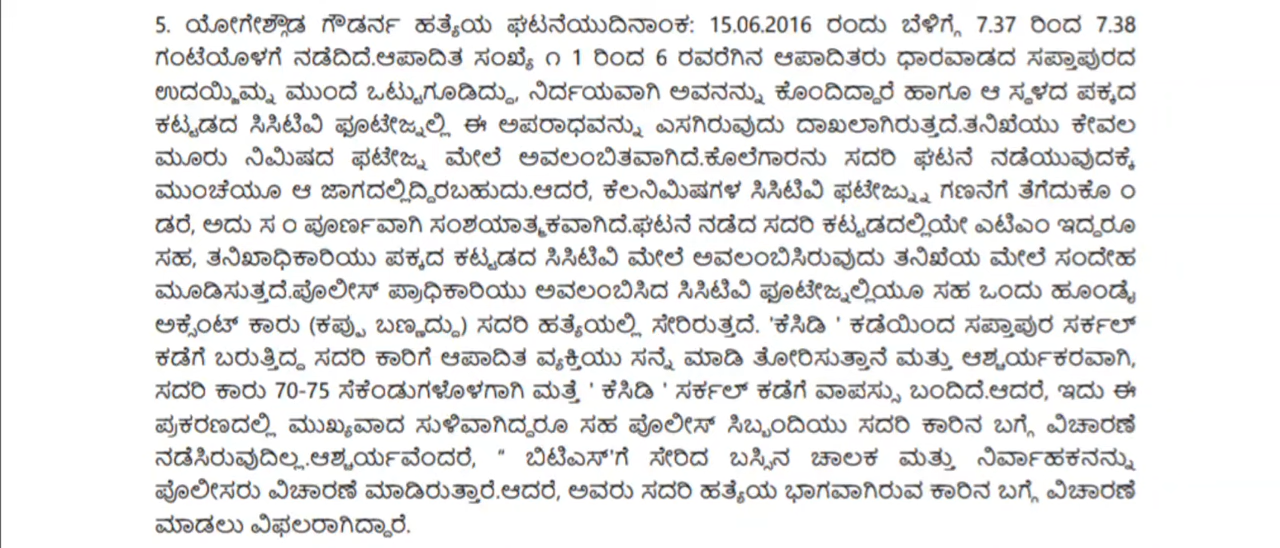 5. ಯೋಗೇಶ್ಗೌಡ ಗೌಡರ್ನ ಹತ್ಯೆಯ ಘಟನೆಯುದಿನಾಂಕ: 15.06.2016 ರಂದು ಬೆಳಿಗ್ಗೆ 7.37 ರಿಂದ 7.38
ಗಂಟೆಯೊಳಗೆ ನಡೆದಿದೆ.ಆಪಾದಿತ ಸಂಖ್ಯೆ ೧ 1 ರಿಂದ 6 ರವರೆಗಿನ ಆಪಾದಿತರು ಧಾರವಾಡದ ಸಪ್ತಾಪುರದ
ಉದಯ್ಜಿಮ್ನ ಮುಂದೆ ಒಟ್ಟುಗೂಡಿದ್ದು, ನಿರ್ದಯವಾಗಿ ಅವನನ್ನು ಕೊಂದಿದ್ದಾರೆ ಹಾಗೂ ಆ ಸ್ಥಳದ ಪಕ್ಕದ
ಕಟ್ಟಡದ ಸಿಸಿಟಿವಿ ಫೂಟೇಜ್ನಲ್ಲಿ ಈ ಅಪರಾಧವನ್ನು ಎಸಗಿರುವುದು ದಾಖಲಾಗಿರುತ್ತದೆ.ತನಿಖೆಯು ಕೇವಲ
ಮೂರು ನಿಮಿಷದ ಫಟೇಜ್ನ ಮೇಲೆ ಅವಲಂಬಿತವಾಗಿದೆ.ಕೊಲೆಗಾರನು ಸದರಿ ಘಟನೆ ನಡೆಯುವುದಕ್ಕೆ
ಮುಂಚೆಯೂ ಆ ಜಾಗದಲ್ಲಿದ್ದಿರಬಹುದು.ಆದರೆ, ಕೆಲನಿಮಿಷಗಳ ಸಿಸಿಟಿವಿ ಫಟೇಜ್ನ್ನು ಗಣನೆಗೆ ತೆಗೆದುಕೊ ಂ
ಡರೆ, ಅದು ಸ ಂ ಪೂರ್ಣವಾಗಿ ಸಂಶಯಾತ್ಮಕವಾಗಿದೆ.ಘಟನೆ ನಡೆದ ಸದರಿ ಕಟ್ಟಡದಲ್ಲಿಯೇ ಎಟಿಎಂ ಇದ್ದರೂ
ಸಹ, ತನಿಖಾಧಿಕಾರಿಯು ಪಕ್ಕದ ಕಟ್ಟಡದ ಸಿಸಿಟಿವಿ ಮೇಲೆ ಅವಲಂಬಿಸಿರುವುದು ತನಿಖೆಯ ಮೇಲೆ ಸಂದೇಹ
ಮೂಡಿಸುತ್ತದೆ.ಪೊಲೀಸ್ ಪ್ರಾಧಿಕಾರಿಯು ಅವಲಂಬಿಸಿದ ಸಿಸಿಟಿವಿ ಫೂಟೇಜ್ನಲ್ಲಿಯೂ ಸಹ ಒಂದು ಹೂಂಡೈ
ಅಕ್ಸೆಂಟ್ ಕಾರು (ಕಪ್ಪು ಬಣ್ಣದ್ದು) ಸದರಿ ಹತ್ಯೆಯಲ್ಲಿ ಸೇರಿರುತ್ತದೆ. 'ಕೆಸಿಡಿ ' ಕಡೆಯಿಂದ ಸಪ್ತಾಪುರ ಸರ್ಕಲ್
ಕಡೆಗೆ ಬರುತ್ತಿದ್ದ ಸದರಿ ಕಾರಿಗೆ ಆಪಾದಿತ ವ್ಯಕ್ತಿಯು ಸನ್ನೆ ಮಾಡಿ ತೋರಿಸುತ್ತಾನೆ ಮತ್ತು ಆಶ್ಚರ್ಯಕರವಾಗಿ,
ಸದರಿ ಕಾರು 70-75 ಸೆಕೆಂಡುಗಳೊಳಗಾಗಿ ಮತ್ತೆ ' ಕೆಸಿಡಿ ' ಸರ್ಕಲ್ ಕಡೆಗೆ ವಾಪಸ್ಸು ಬಂದಿದೆ.ಆದರೆ, ಇದು ಈ
ಪ್ರಕರಣದಲ್ಲಿ ಮುಖ್ಯವಾದ ಸುಳಿವಾಗಿದ್ದರೂ ಸಹ ಪೊಲೀಸ್ ಸಿಬ್ಬಂದಿಯು ಸದರಿ ಕಾರಿನ ಬಗ್ಗೆ ವಿಚಾರಣೆ
ನಡೆಸಿರುವುದಿಲ್ಲ.ಆಶ್ಚರ್ಯವೆಂದರೆ, " ಬಿಟಿಎಸ್'ಗೆ ಸೇರಿದ ಬಸ್ಸಿನ ಚಾಲಕ ಮತ್ತು ನಿರ್ವಾಹಕನನ್ನು
ಪೊಲೀಸರು ವಿಚಾರಣೆ ಮಾಡಿರುತ್ತಾರೆ.ಆದರೆ, ಅವರು ಸದರಿ ಹತ್ಯೆಯ ಭಾಗವಾಗಿರುವ ಕಾರಿನ ಬಗ್ಗೆ ವಿಚಾರಣೆ
ಮಾಡಲು ವಿಫಲರಾಗಿದ್ದಾರೆ.